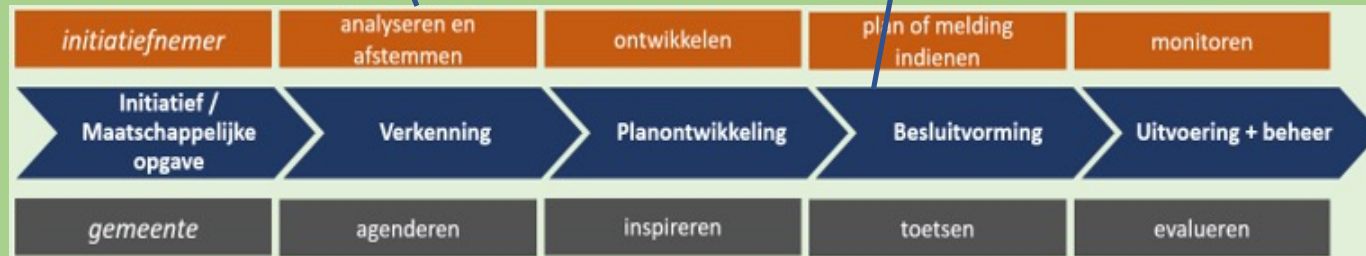 initiatiefnemer
analyseren en
afstemmen
ontwikkelen
plan of melding
indienen
monitoren
Initiatief /
Maatschappelijke
opgave
Verkenning
Planontwikkeling
Besluitvorming
Uitvoering + beheer
gemeente
agenderen
inspireren
toetsen
evalueren